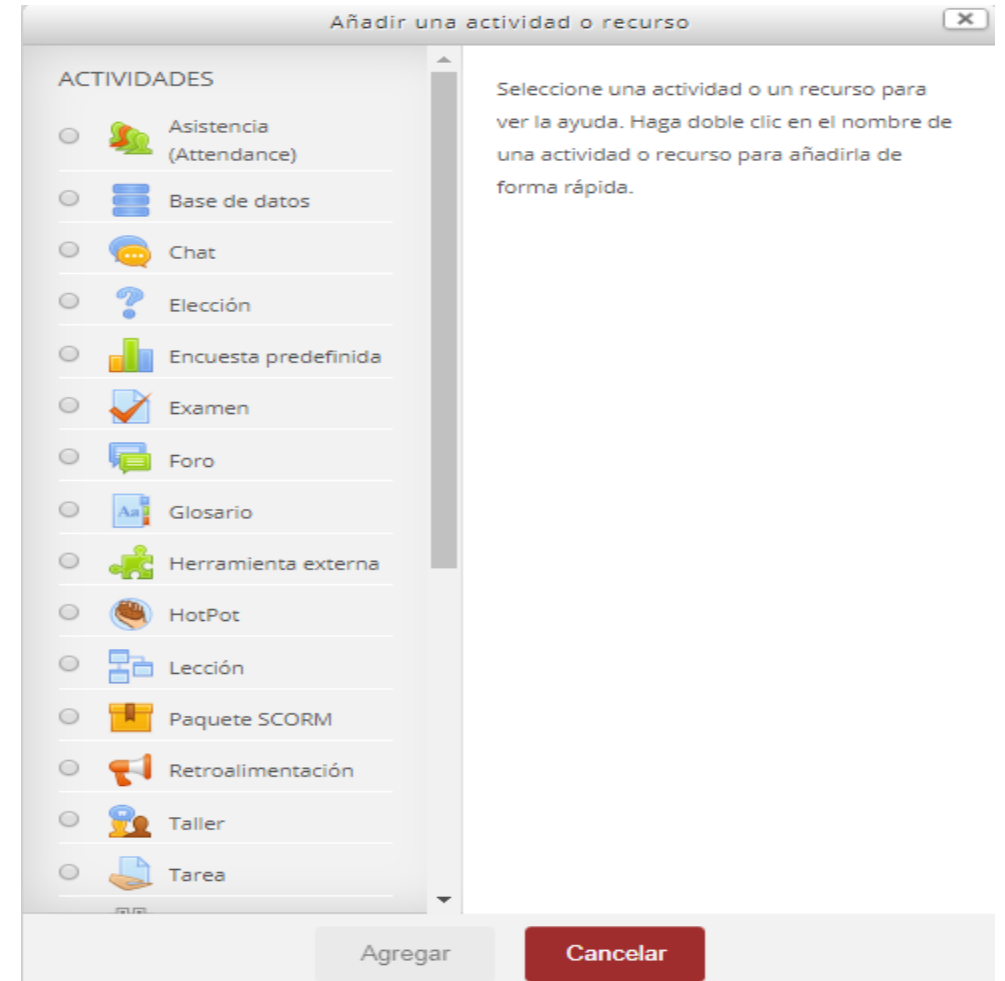 Añadir una actividad o recurso
ACTIVIDADES
Asistencia
(Attendance)
Base de datos
Chat
Elección
Encuesta predefinida
Examen
Foro
Aa
Glosario
Herramienta externa
HotPot
Lección
Paquete SCORM
Retroalimentación
Taller
Tarea
Seleccione una actividad o un recurso para
ver la ayuda. Haga doble clic en el nombre de
una actividad o recurso para añadirla de
forma rápida.
Agregar
Cancelar